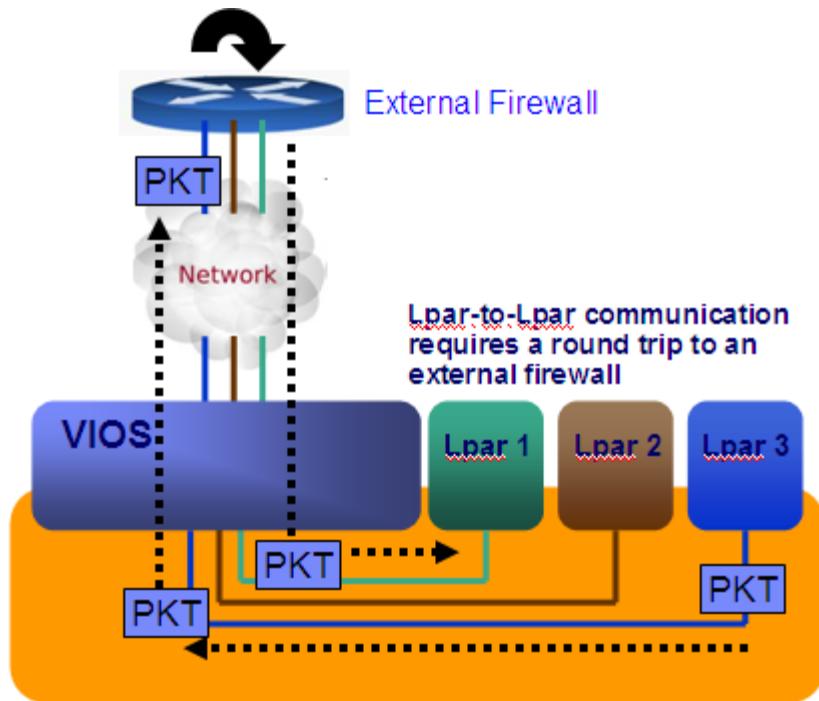 External Firewall
PKT
Network
Lpar-to-Lpar communication
requires a round trip to an
external firewall
VIOS
Lpar 1
Lpar 2
Lpar 3
PKT
PKT
PKT